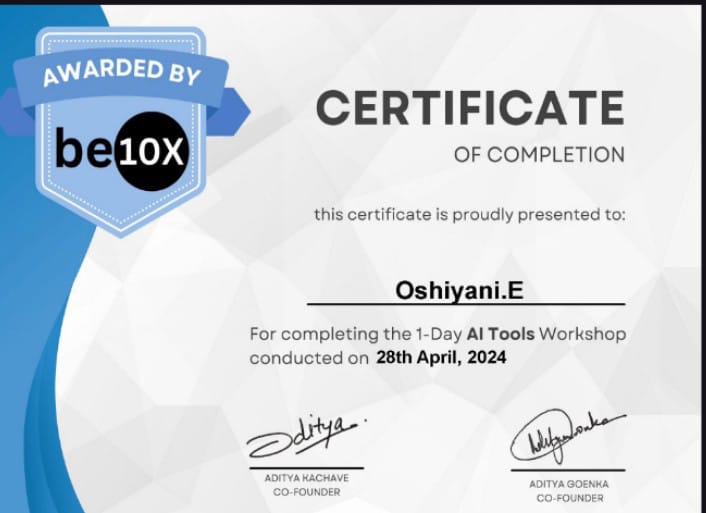 AWARDED BY
be10X
CERTIFICATE
OF COMPLETION
this certificate is proudly presented to:
Oshiyani.E
For completing the 1-Day AI Tools Workshop
conducted on 28th April, 2024
Aditya
ADITYA KACHAVE
CO-FOUNDER
ADITYA GOENKA
CO-FOUNDER